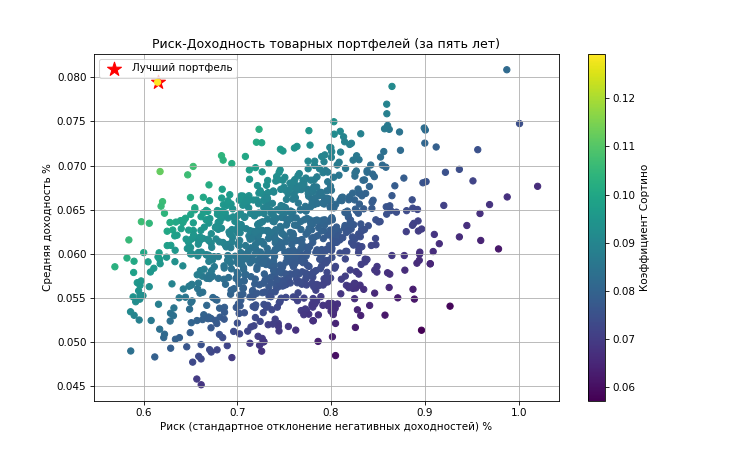 Риск-Доходность товарных портфелей (за пять лет)
Лучший портфель
0.080
0.075
0.070
0.065
0.060
0.055
0.050
0.045
Средняя доходность %
0.6 0.7 0.8 0.9 1.0
Риск (стандартное отклонение негативных доходностей) %
0.12
0.11
0.10
0.09
0.08
0.07
0.06
Коэффициент Сортино